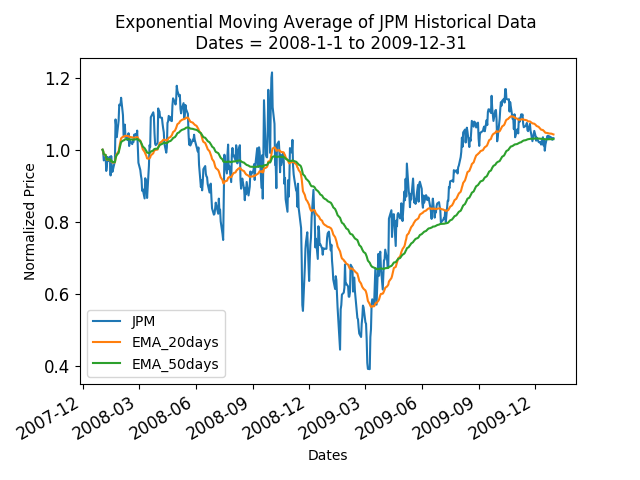 Exponential Moving Average of JPM Historical Data
Dates = 2008-1-1 to 2009-12-31
Normalized Price
1.2
1.0
0.8
0.6
0.4
JPM
EMA_20days
EMA_50days
2007-12
2008-03
2008-06
2008-09
2008-12
2009-03
2009-06
2009-09
2009-12
Dates